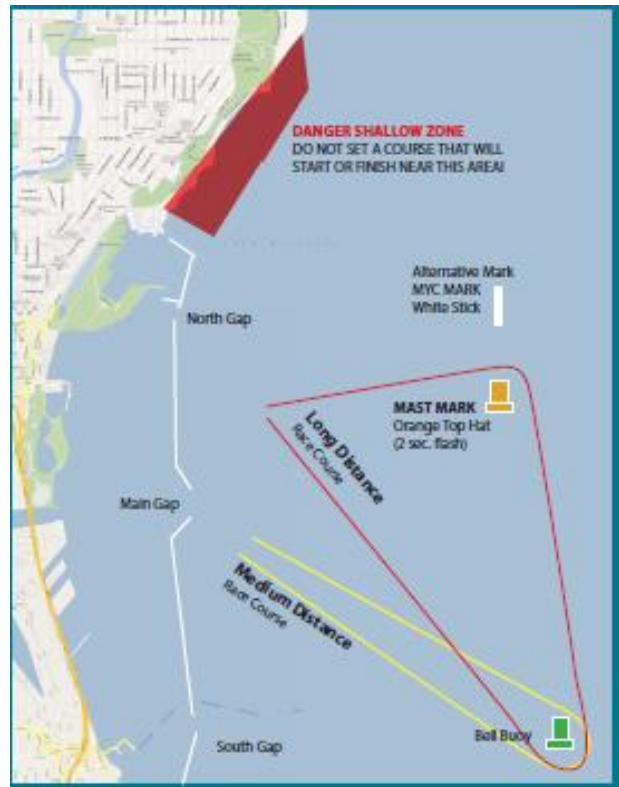 DANGER SHALLOW ZONE
DO NOT SET A COURSE THAT WILL
START OR FINISH NEAR THIS AREA!
Alternative Mark
MYC MARK
White Stick
North Gap
MAST MARK
Orange Top Hat
(2 sec. flash)
Long Distance
Race Course
Main Gap
Medium Distance
Race Course
Bell Buoy
South Gap